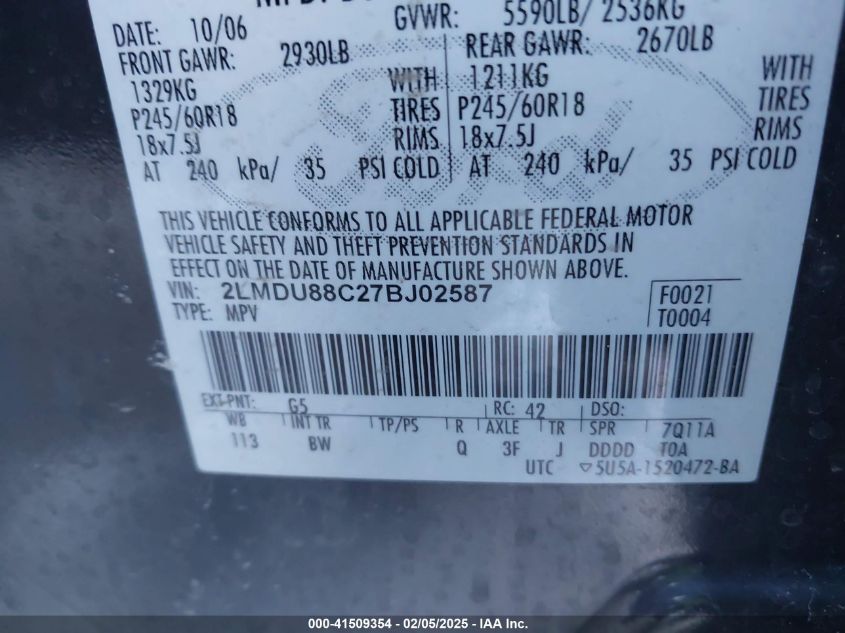 DATE: 10/06 GVWR: 5590LB/ 2536KG
FRONT GAWR: 2930LB REAR GAWR: 2670LB
1329KG WITH 1211KG WITH
P245/60R18 TIRES P245/60R18 TIRES
18x7.5J RIMS 18x7.5J RIMS
AT 240 kPa/ 35 PSI COLD AT 240 kPa/ 35 PSI COLD
Ford
THIS VEHICLE CONFORMS TO ALL APPLICABLE FEDERAL MOTOR
VEHICLE SAFETY AND THEFT PREVENTION STANDARDS IN
EFFECT ON THE DATE OF MANUFACTURE SHOWN ABOVE.
VIN: 2LMDU88C27BJ02587 F0021
TYPE: MPV T0004
EXT PNT: G5 RC: 42 DSO:
WB INT TR TP/PS R AXLE TR SPR 7Q11A
113 BW Q 3F J DDDD TOA
UTC ▽5U5A-1520472-BA
000-41509354 - 02/05/2025 - IAA Inc.